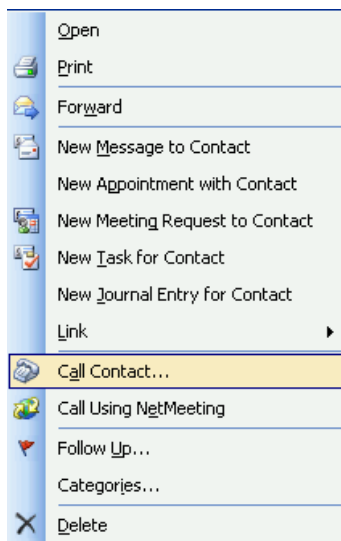 Open
Print
Forward
New Message to Contact
New Appointment with Contact
New Meeting Request to Contact
New Task for Contact
New Journal Entry for Contact
Link
Call Contact...
Call Using NetMeeting
Follow Up...
Categories...
Delete